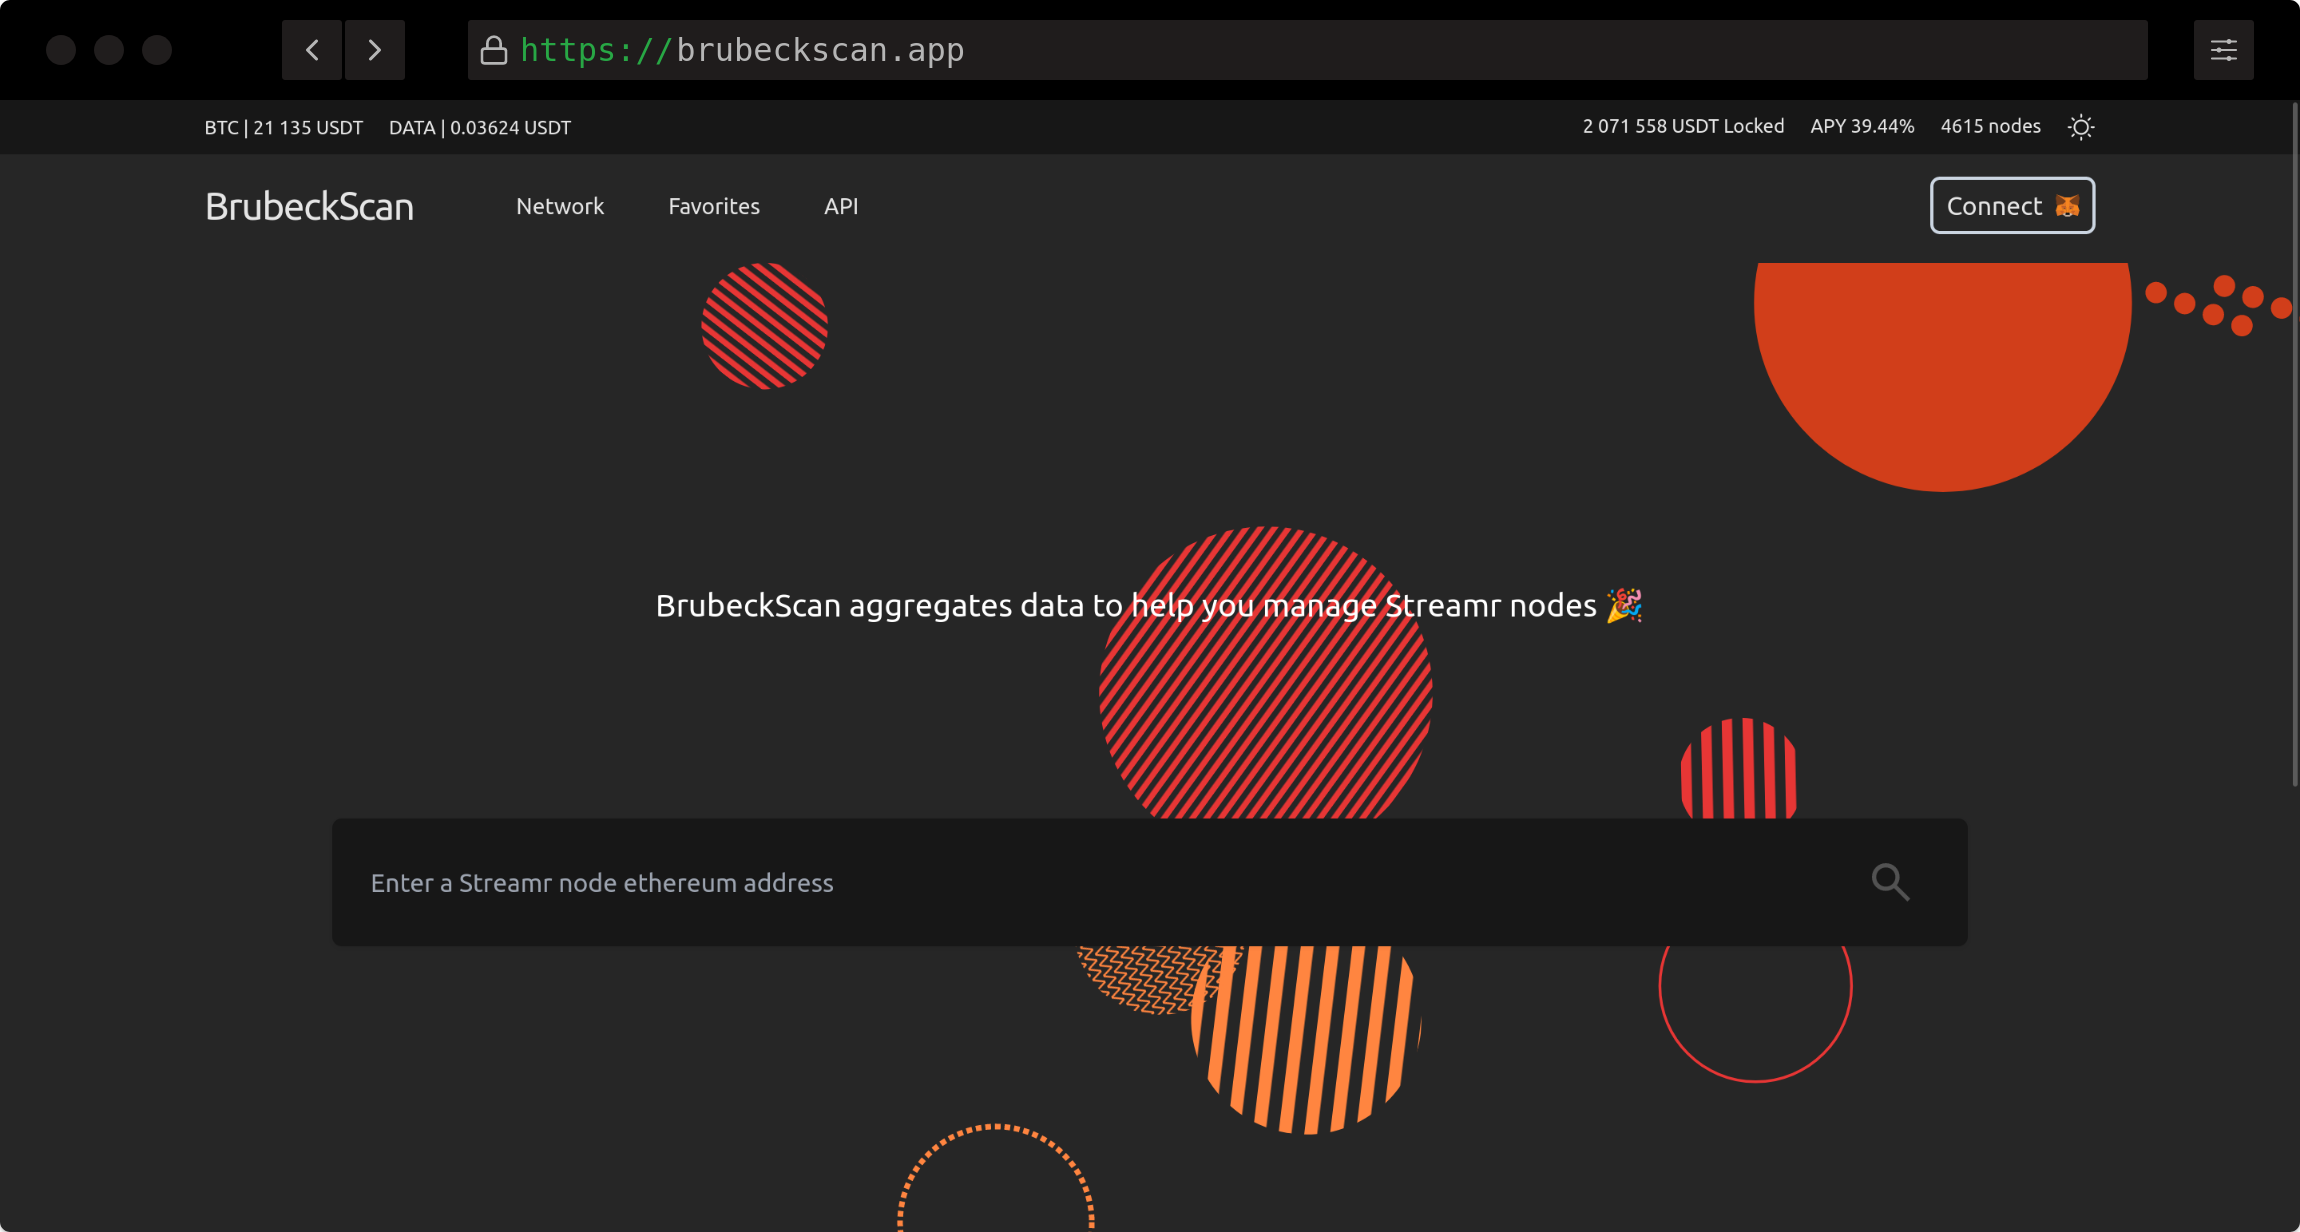 https://brubeckscan.app
BTC | 21 135 USDT DATA | 0.03624 USDT 2 071 558 USDT Locked APY 39.44% 4615 nodes
BrubeckScan Network Favorites API Connect
BrubeckScan aggregates data to help you manage Streamr nodes 🎉
Enter a Streamr node ethereum address